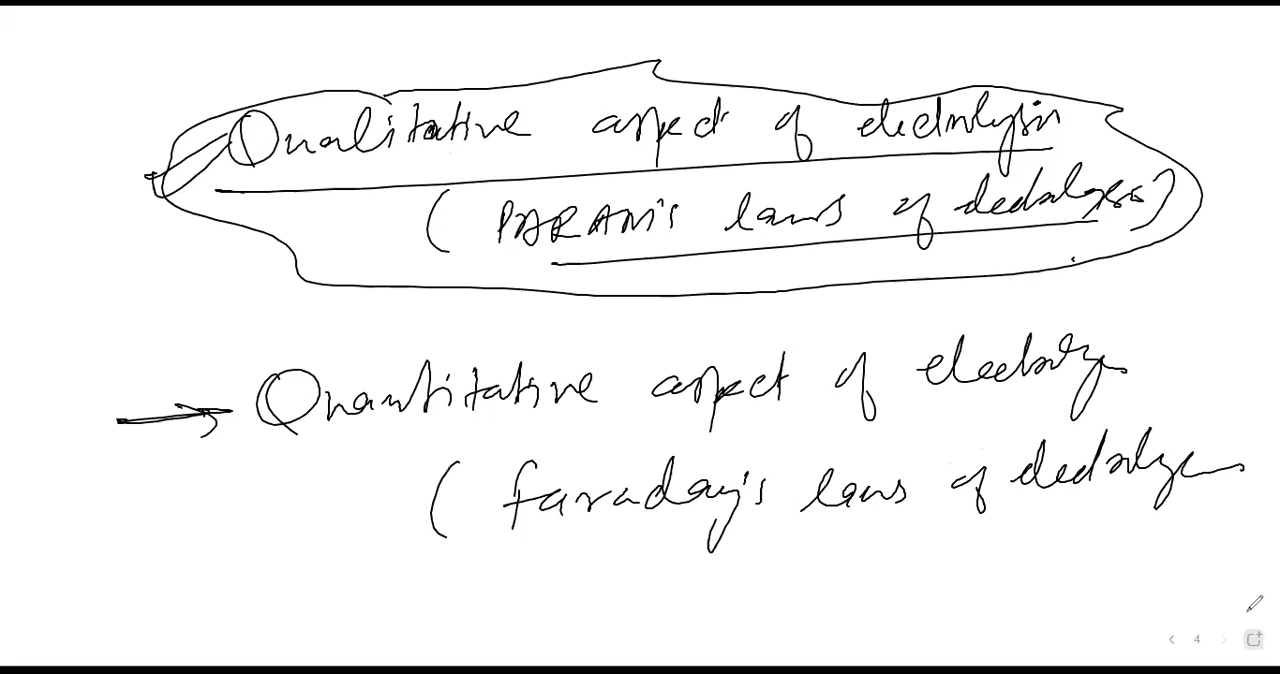 Qualitative aspect of electrolysis
( PARAM's laws of electrolysis )
Quantitative aspect of electrolysis
( faraday's laws of electrolysis
4